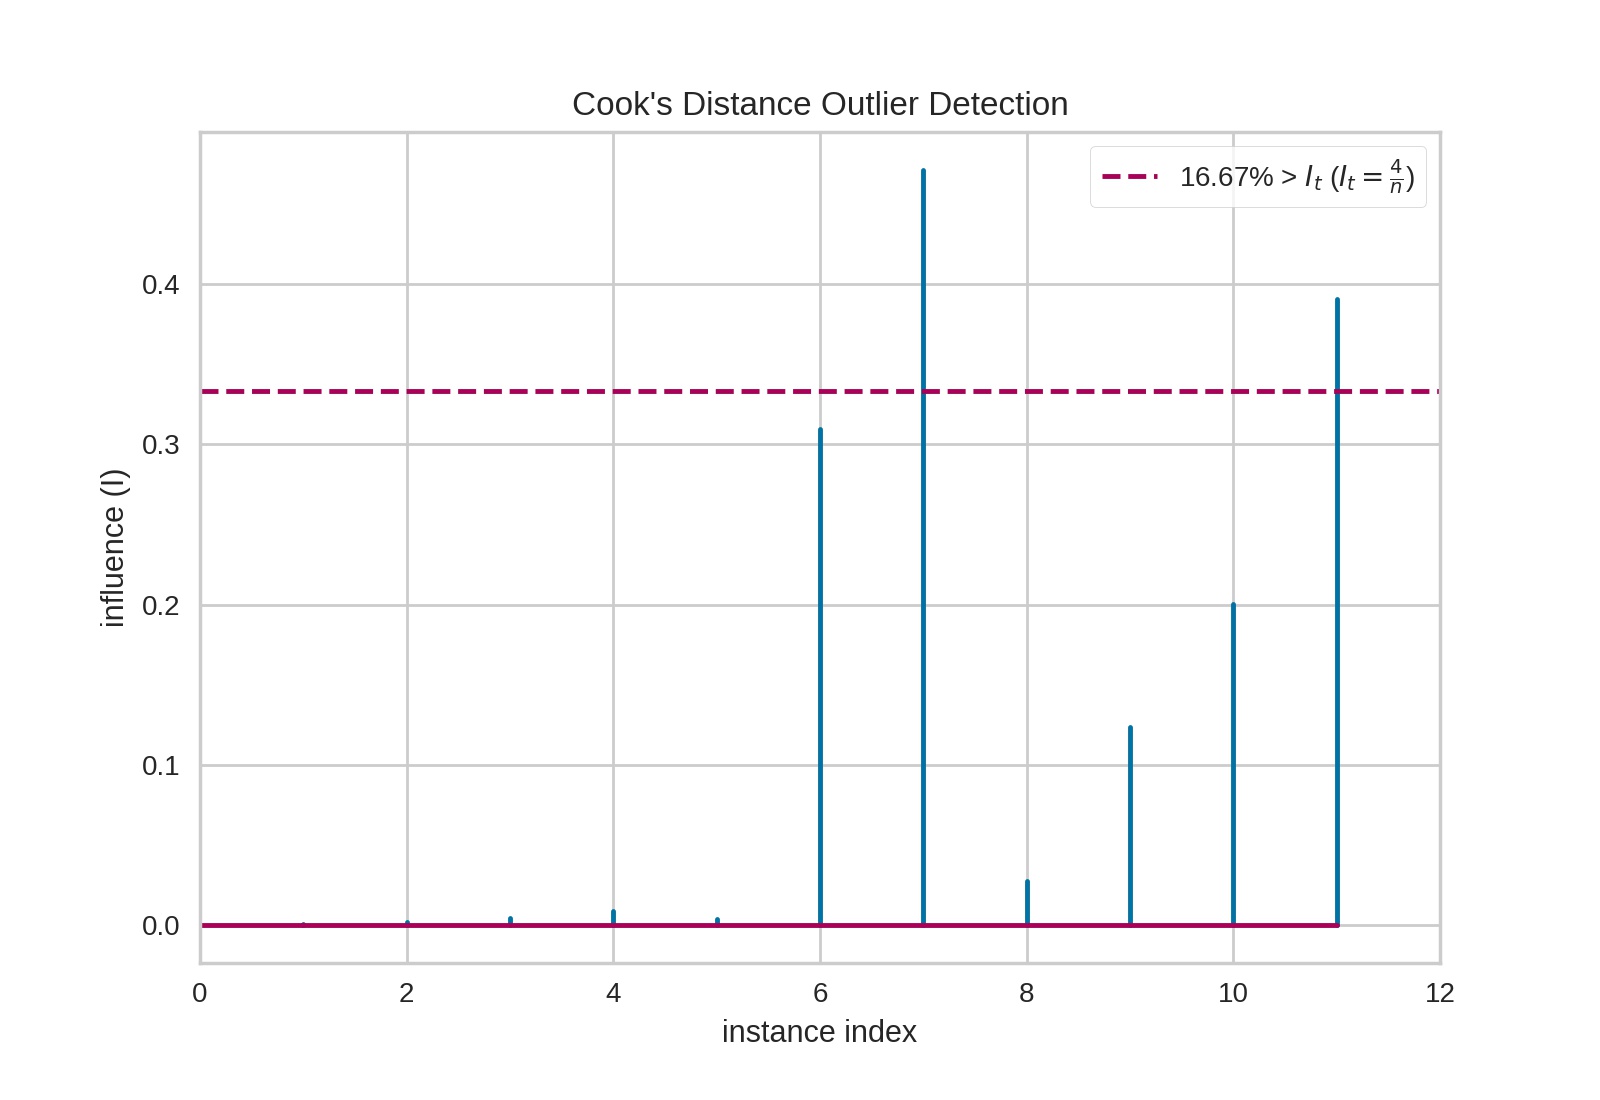 Cook's Distance Outlier Detection
16.67% > I_t (I_t = 4/n)
influence (I)
0.4
0.3
0.2
0.1
0.0
0 2 4 6 8 10 12
instance index